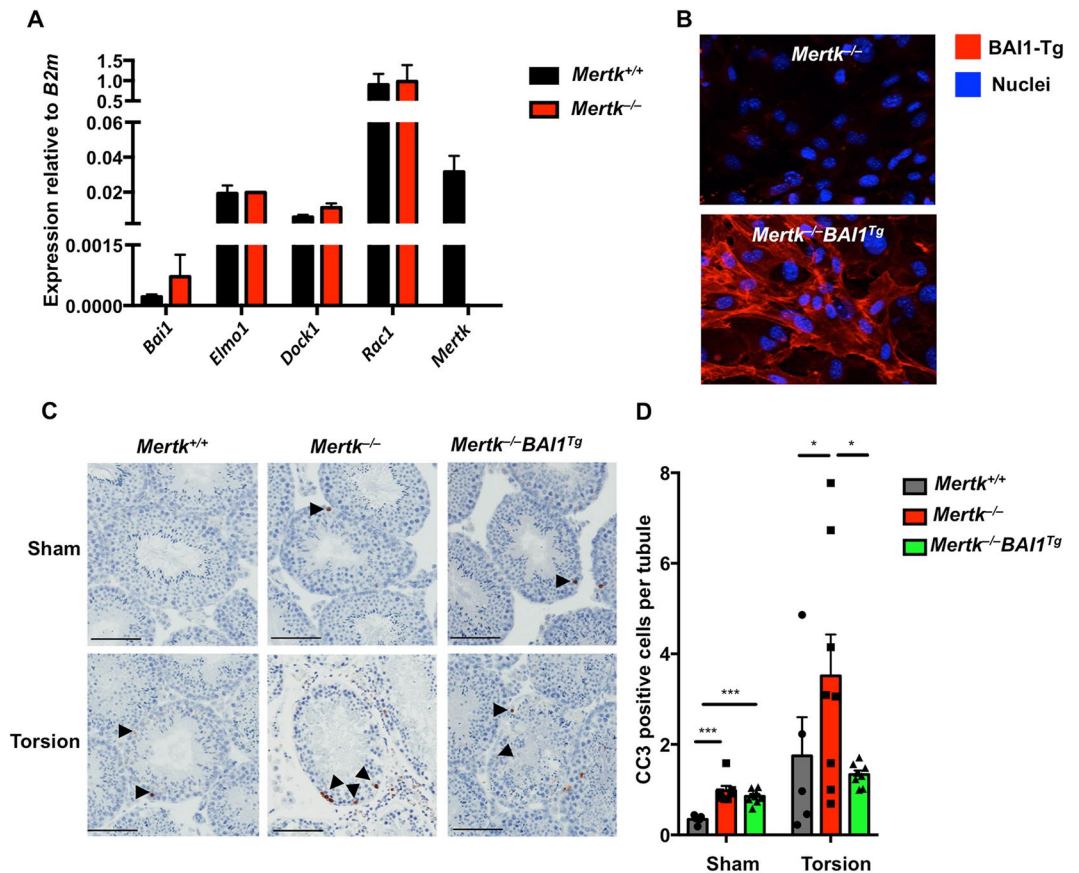 A
Expression relative to B2m
1.5
1.0
0.5
0.06
0.04
0.02
0.0015
0.0000
Bai1
Elmo1
Dock1
Rac1
Mertk
Mertk+/+
Mertk–/–
B
Mertk–/–
Mertk–/–BAI1Tg
BAI1-Tg
Nuclei
C
Mertk+/+
Mertk–/–
Mertk–/–BAI1Tg
Sham
Torsion
D
CC3 positive cells per tubule
8
6
4
2
0
***
***
*
*
Sham
Torsion
Mertk+/+
Mertk–/–
Mertk–/–BAI1Tg